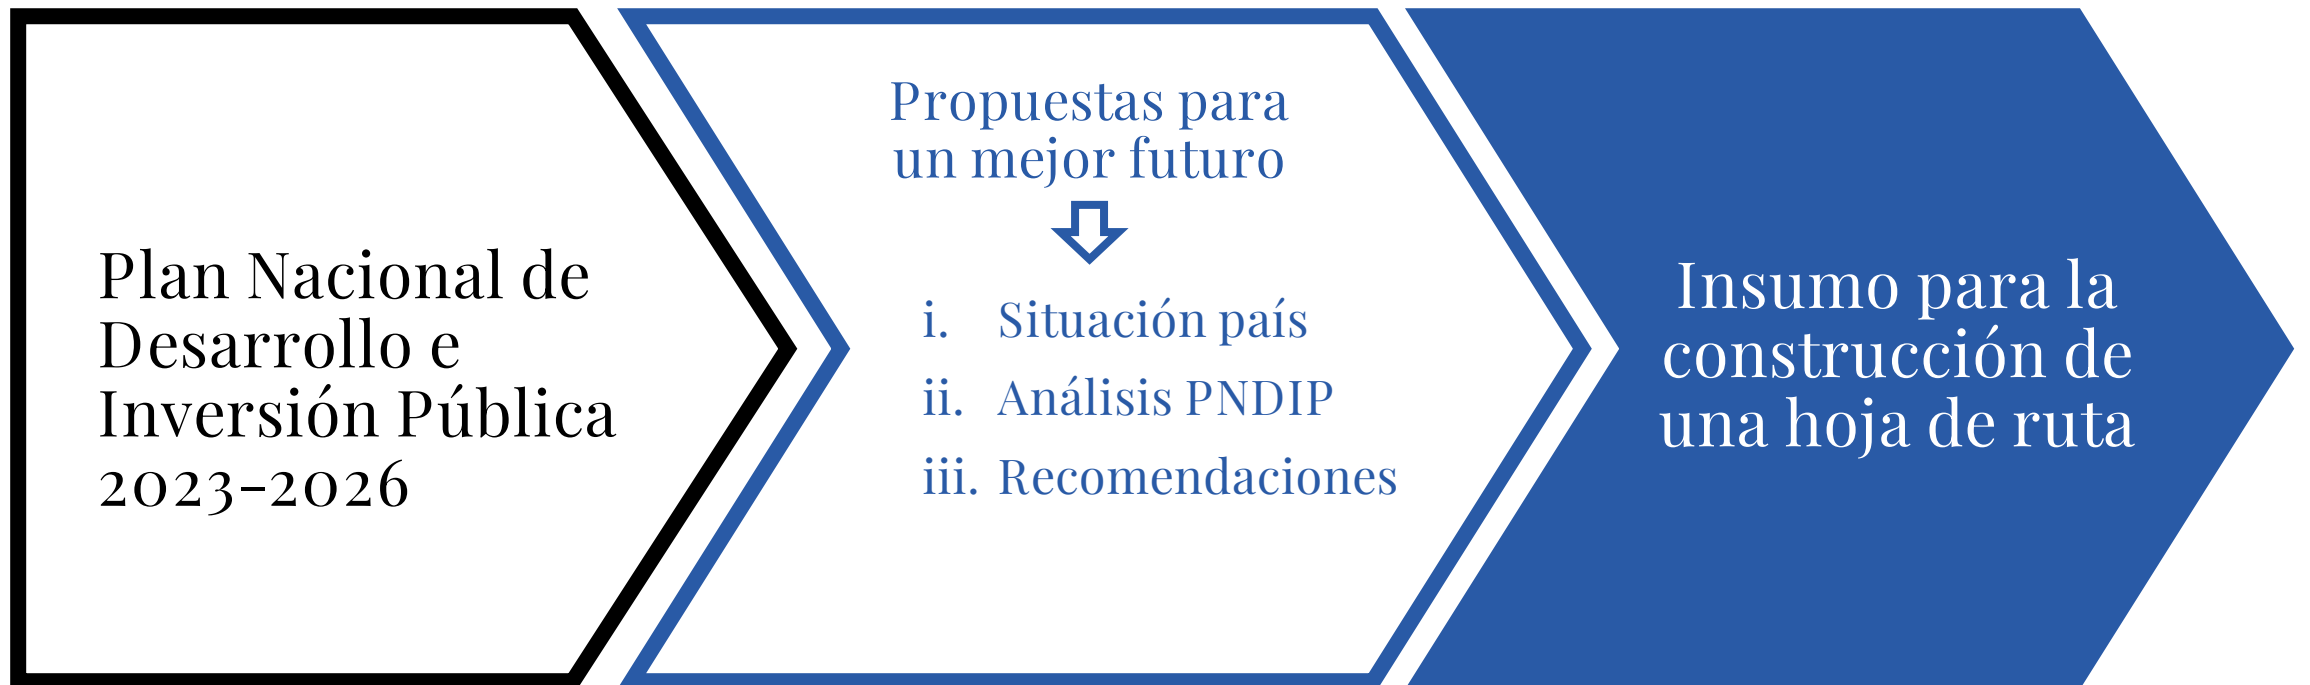 Plan Nacional de
Desarrollo e
Inversión Pública
2023-2026
Propuestas para
un mejor futuro
i. Situación país
ii. Análisis PNDIP
iii. Recomendaciones
Insumo para la
construcción de
una hoja de ruta